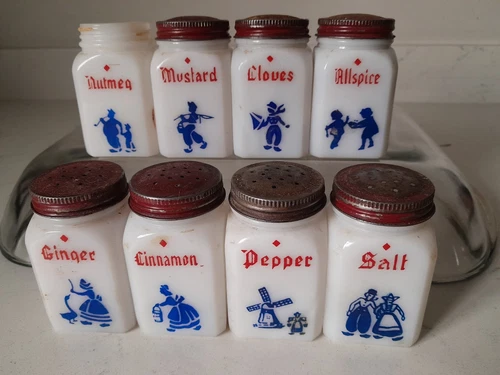 Nutmeg
Mustard
Cloves
Allspice
Ginger
Cinnamon
Pepper
Salt